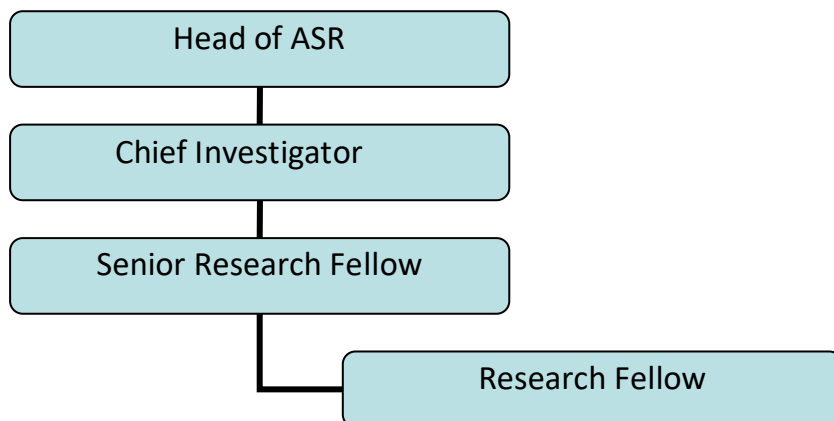 Head of ASR
Chief Investigator
Senior Research Fellow
Research Fellow